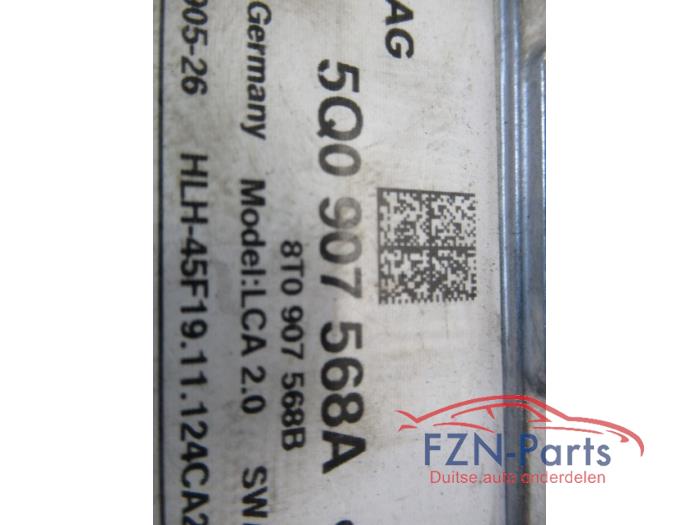 AG
5Q0 907 568A
8T0 907 568B
Germany Model:LCA 2.0 SW
905-26 HLH-45F19.11.124CA2
FZN-Parts
Duitse auto onderdelen